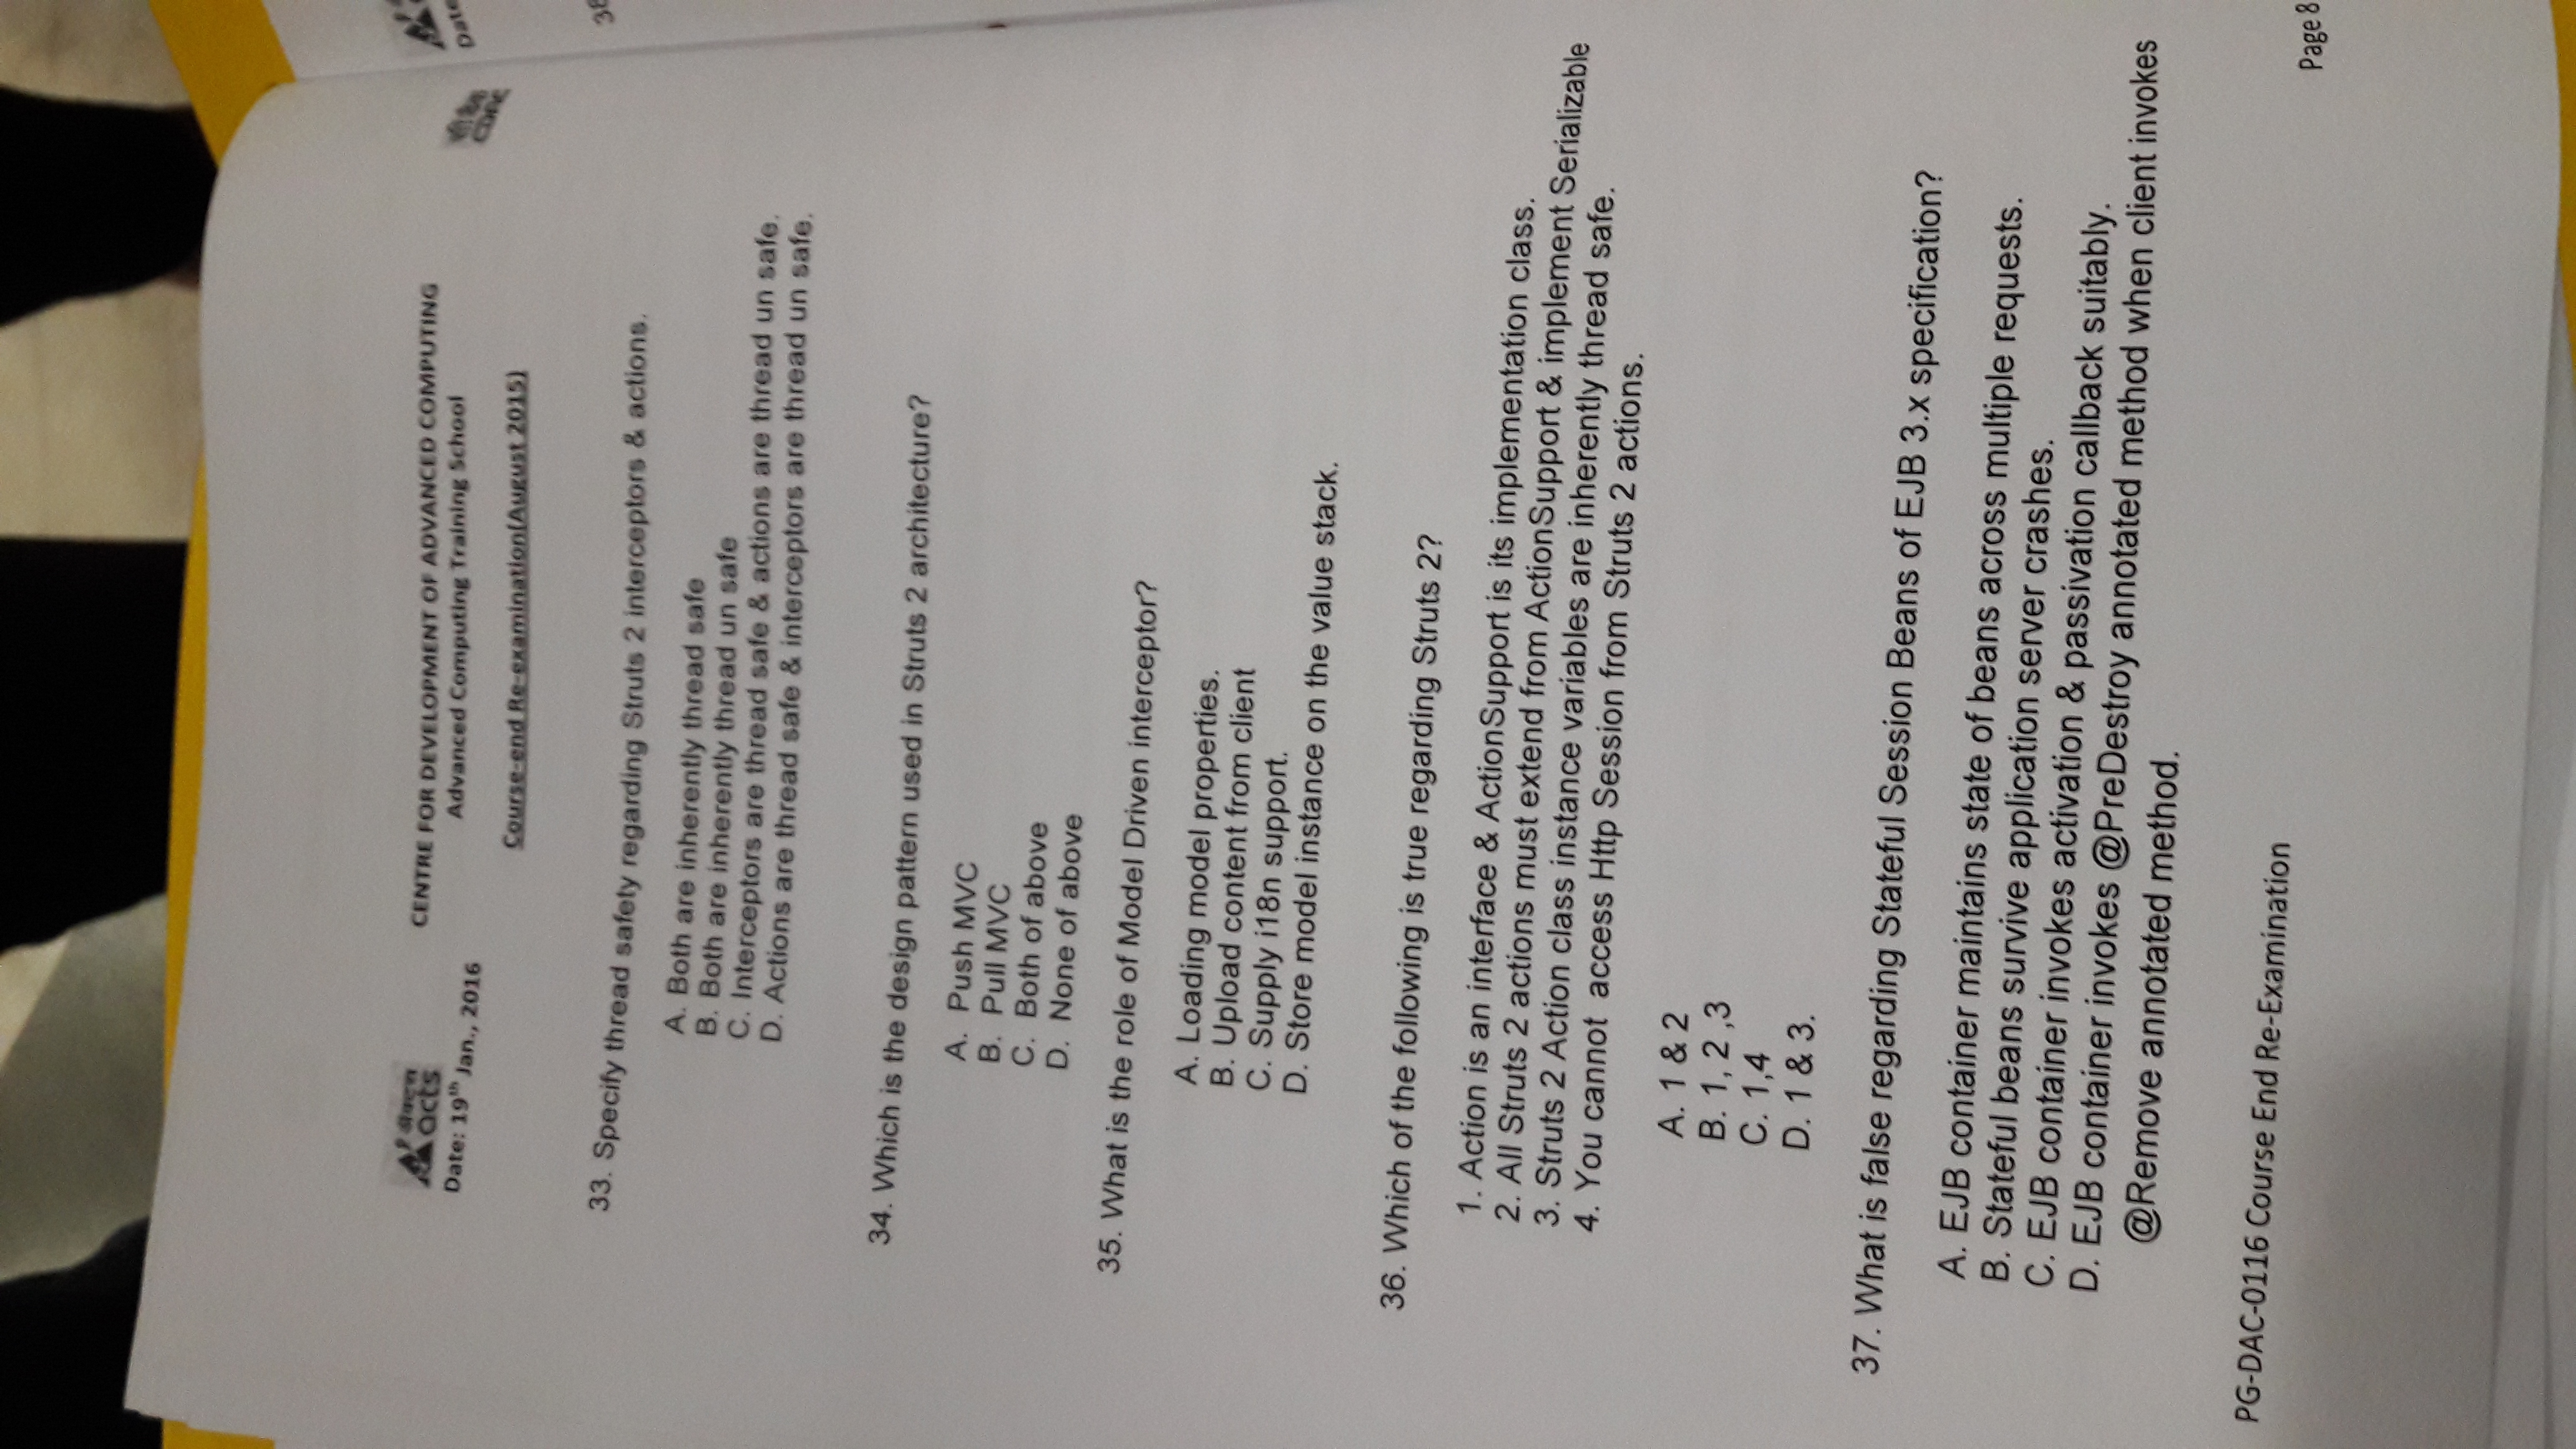 एक्टस
acts
Date: 19th Jan., 2016
CENTRE FOR DEVELOPMENT OF ADVANCED COMPUTING
Advanced Computing Training School
Course-end Re-examination(August 2015)
सी डैक
CDAC
33. Specify thread safety regarding Struts 2 interceptors & actions.
A. Both are inherently thread safe
B. Both are inherently thread un safe
C. Interceptors are thread safe & actions are thread un safe.
D. Actions are thread safe & interceptors are thread un safe.
34. Which is the design pattern used in Struts 2 architecture?
A. Push MVC
B. Pull MVC
C. Both of above
D. None of above
35. What is the role of Model Driven interceptor?
A. Loading model properties.
B. Upload content from client
C. Supply i18n support.
D. Store model instance on the value stack.
36. Which of the following is true regarding Struts 2?
1. Action is an interface & ActionSupport is its implementation class.
2. All Struts 2 actions must extend from ActionSupport & implement Serializable
3. Struts 2 Action class instance variables are inherently thread safe.
4. You cannot access Http Session from Struts 2 actions.
A. 1 & 2
B. 1, 2 ,3
C. 1,4
D. 1 & 3.
37. What is false regarding Stateful Session Beans of EJB 3.x specification?
A. EJB container maintains state of beans across multiple requests.
B. Stateful beans survive application server crashes.
C. EJB container invokes activation & passivation callback suitably.
D. EJB container invokes @PreDestroy annotated method when client invokes
@Remove annotated method.
PG-DAC-0116 Course End Re-Examination
Page 8
Date